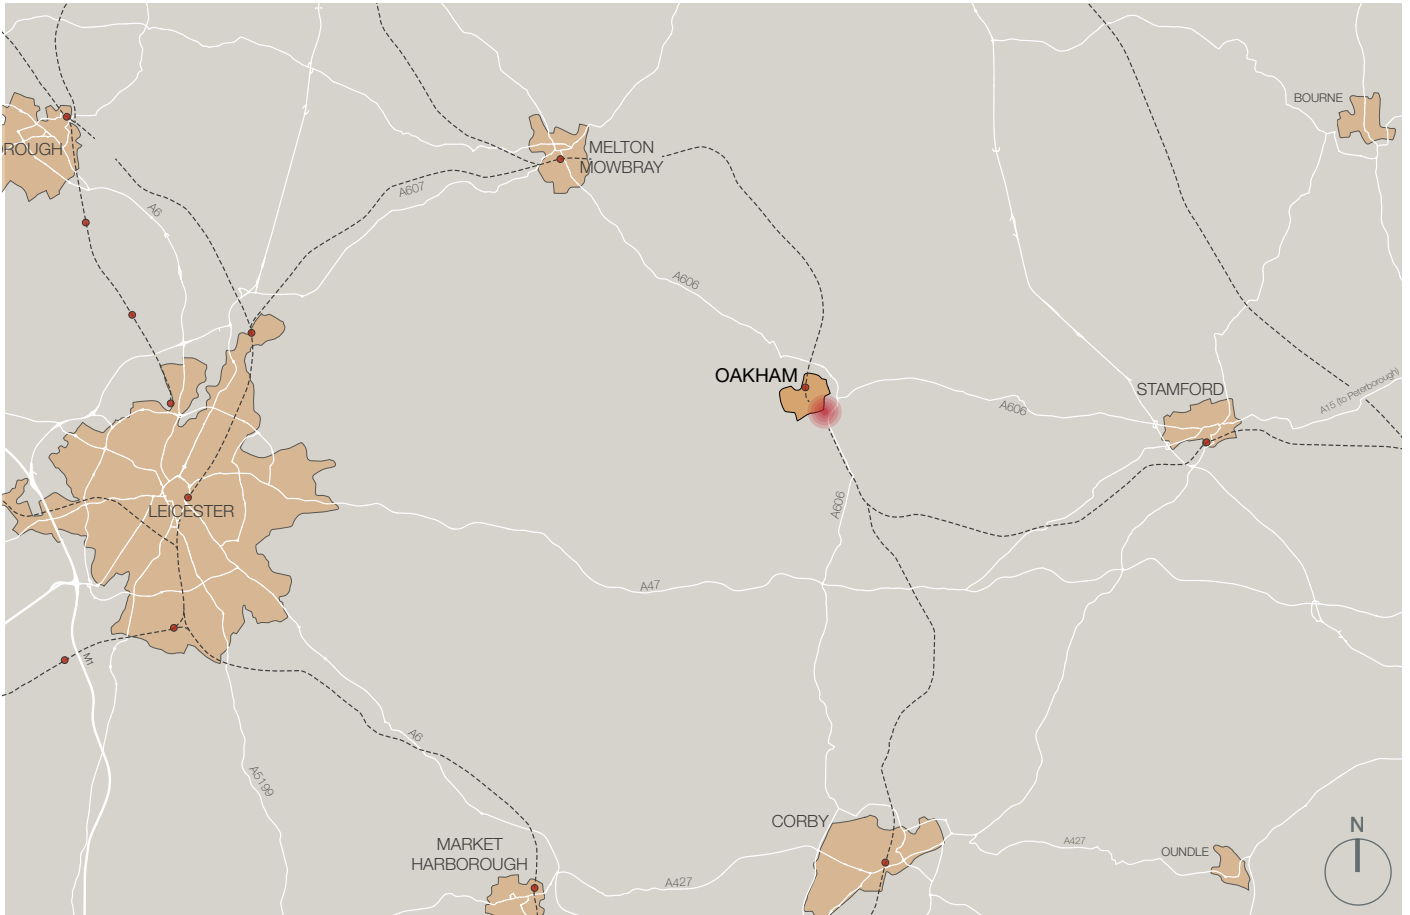 BOURNE
ROUGH
MELTON
MOWBRAY
A607
A6
A606
OAKHAM
STAMFORD
A15 (to Peterborough)
A606
LEICESTER
A606
A47
M1
A6
A5199
CORBY
MARKET
HARBOROUGH
A427
A427
OUNDLE
N